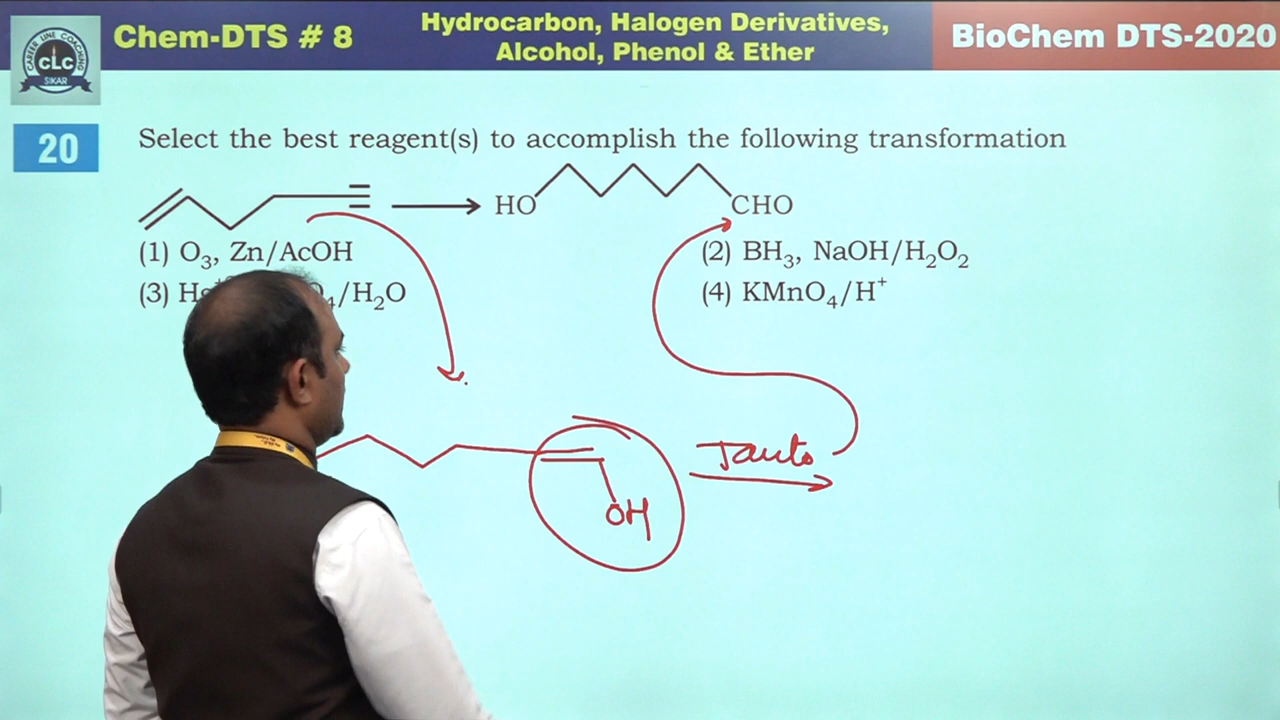 CAREER LINE COACHING
CLC
SIKAR
Chem-DTS # 8
Hydrocarbon, Halogen Derivatives,
Alcohol, Phenol & Ether
BioChem DTS-2020
20
Select the best reagent(s) to accomplish the following transformation
HO
CHO
(1) O₃, Zn/AcOH
(2) BH₃, NaOH/H₂O₂
(3) /H₂O
(4) KMnO₄/H⁺
Tauto
OH